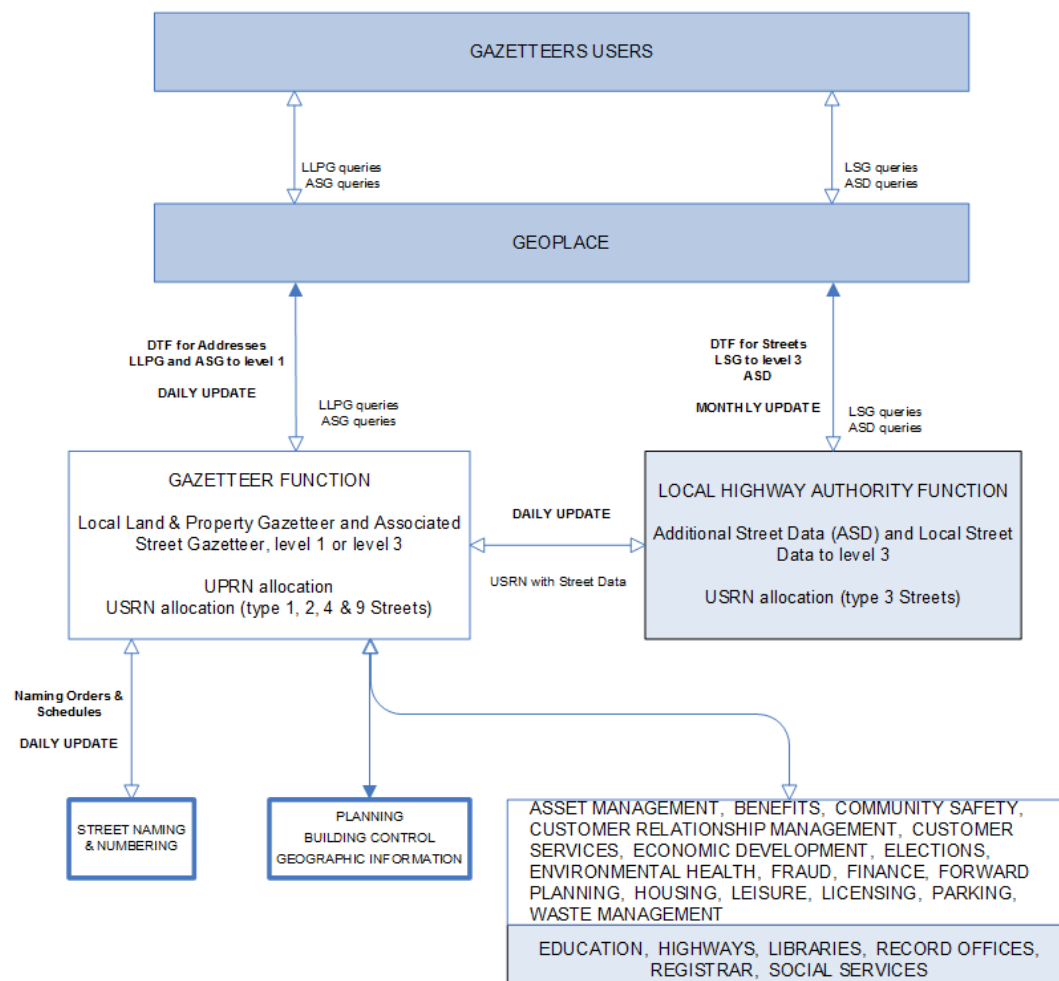 GAZETTEERS USERS
LLPG queries
ASG queries
LSG queries
ASD queries
GEOPLACE
DTF for Addresses
LLPG and ASG to level 1
DAILY UPDATE
LLPG queries
ASG queries
DTF for Streets
LSG to level 3
ASD
MONTHLY UPDATE
LSG queries
ASD queries
GAZETTEER FUNCTION
Local Land & Property Gazetteer and Associated
Street Gazetteer, level 1 or level 3
UPRN allocation
USRN allocation (type 1, 2, 4 & 9 Streets)
DAILY UPDATE
USRN with Street Data
LOCAL HIGHWAY AUTHORITY FUNCTION
Additional Street Data (ASD) and Local Street
Data to level 3
USRN allocation (type 3 Streets)
Naming Orders &
Schedules
DAILY UPDATE
STREET NAMING
& NUMBERING
PLANNING
BUILDING CONTROL
GEOGRAPHIC INFORMATION
ASSET MANAGEMENT, BENEFITS, COMMUNITY SAFETY,
CUSTOMER RELATIONSHIP MANAGEMENT, CUSTOMER
SERVICES, ECONOMIC DEVELOPMENT, ELECTIONS,
ENVIRONMENTAL HEALTH, FRAUD, FINANCE, FORWARD
PLANNING, HOUSING, LEISURE, LICENSING, PARKING,
WASTE MANAGEMENT
EDUCATION, HIGHWAYS, LIBRARIES, RECORD OFFICES,
REGISTRAR, SOCIAL SERVICES